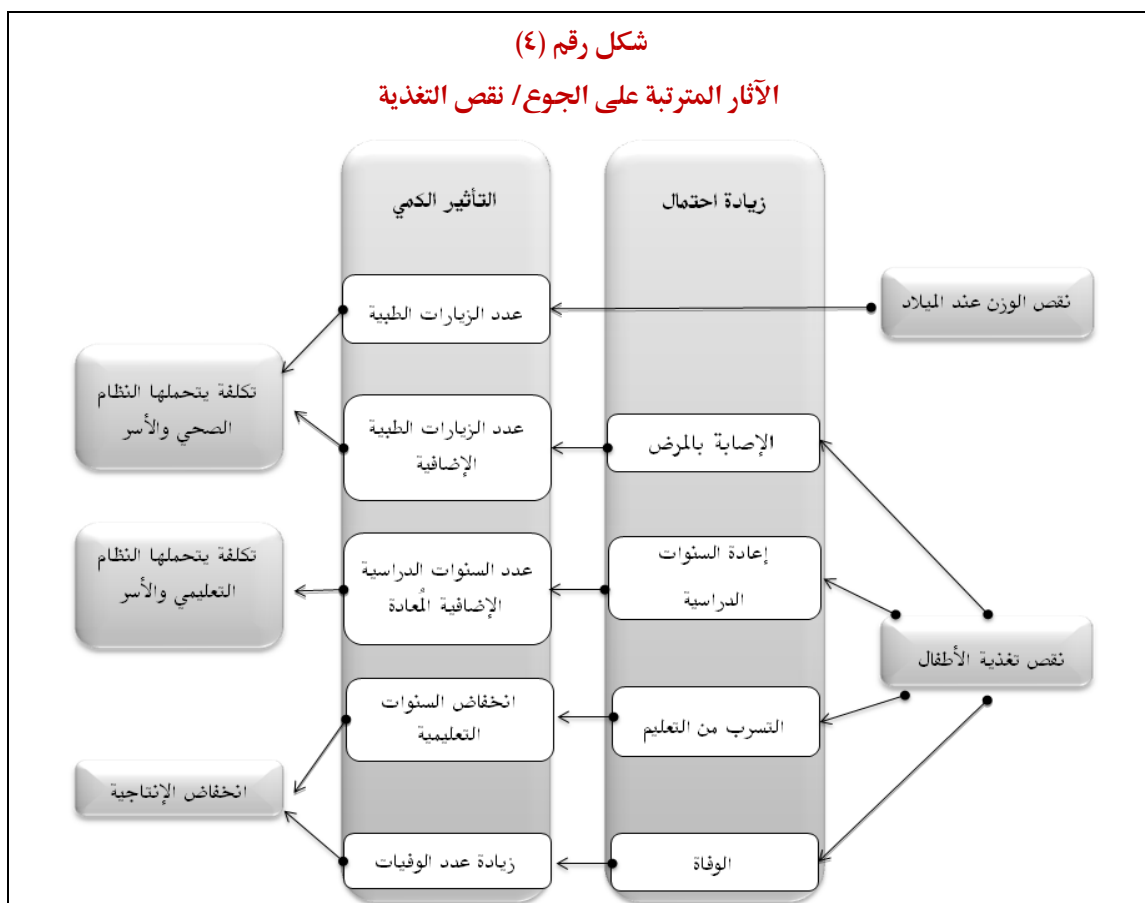 شكل رقم (٤)
الآثار المترتبة على الجوع/ نقص التغذية
زيادة احتمال
التأثير الكمي
نقص الوزن عند الميلاد
عدد الزيارات الطبية
تكلفة يتحملها النظام
الصحي والأسر
الإصابة بالمرض
عدد الزيارات الطبية
الإضافية
إعادة السنوات
الدراسية
عدد السنوات الدراسية
الإضافية المُعادة
تكلفة يتحملها النظام
التعليمي والأسر
نقص تغذية الأطفال
التسرب من التعليم
انخفاض السنوات
التعليمية
انخفاض الإنتاجية
الوفاة
زيادة عدد الوفيات